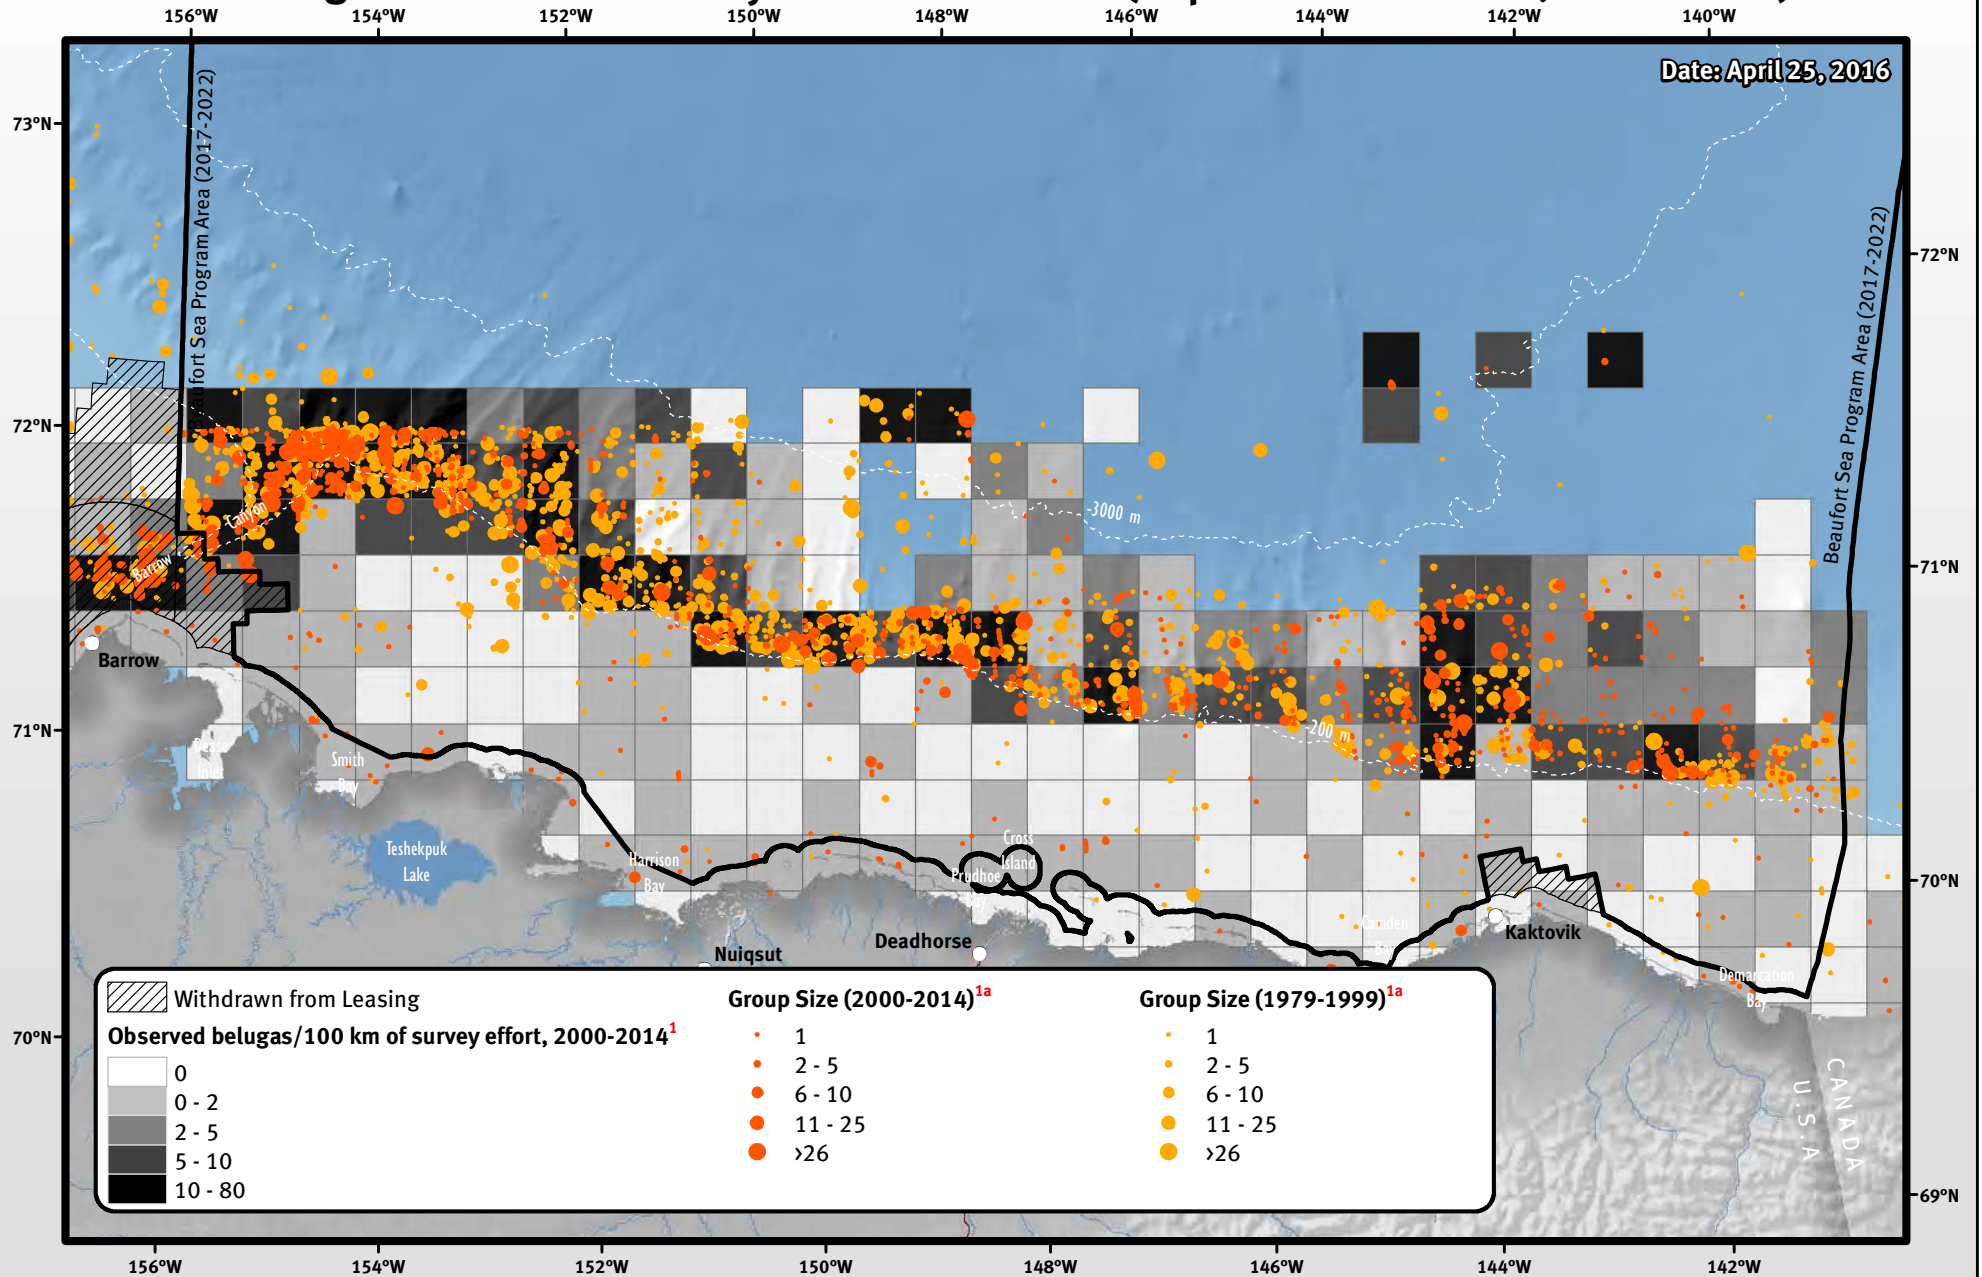 156°W 154°W 152°W 150°W 148°W 146°W 144°W 142°W 140°W
Date: April 25, 2016
73°N
72°N
71°N
70°N
72°N
71°N
70°N
69°N
Beaufort Sea Program Area (2017-2022)
Beaufort Sea Program Area (2017-2022)
-3000 m
-200 m
Canyon
Barrow
Barrow
Dease
Inlet
Smith
Bay
Teshekpuk
Lake
Harrison
Bay
Cross
Island
Prudhoe
Bay
Nuiqsut
Deadhorse
Camden
Bay
Kaktovik
Demarcation
Bay
CANADA
U.S.A
Withdrawn from Leasing
Observed belugas/100 km of survey effort, 2000-2014¹
0
0 - 2
2 - 5
5 - 10
10 - 80
Group Size (2000-2014)1a
1
2 - 5
6 - 10
11 - 25
>26
Group Size (1979-1999)1a
1
2 - 5
6 - 10
11 - 25
>26
156°W 154°W 152°W 150°W 148°W 146°W 144°W 142°W